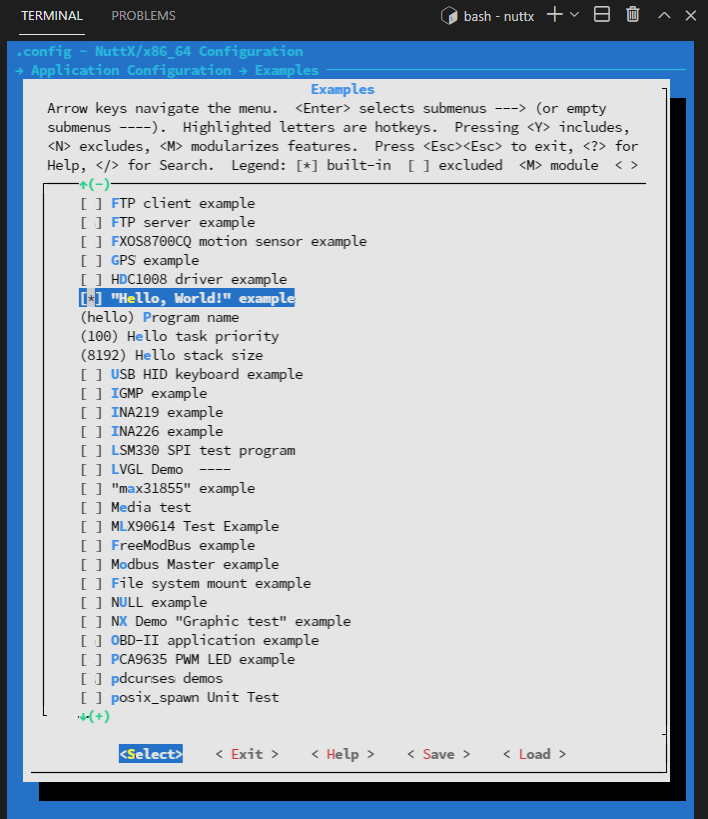 TERMINAL PROBLEMS bash - nuttx
.config - NuttX/x86_64 Configuration
→ Application Configuration → Examples
Examples
Arrow keys navigate the menu.  <Enter> selects submenus ---> (or empty
submenus ----).  Highlighted letters are hotkeys.  Pressing <Y> includes,
<N> excludes, <M> modularizes features.  Press <Esc><Esc> to exit, <?> for
Help, </> for Search.  Legend: [*] built-in  [ ] excluded  <M> module  < >
↑(-)
[ ] FTP client example
[ ] FTP server example
[ ] FXOS8700CQ motion sensor example
[ ] GPS example
[ ] HDC1008 driver example
[*] "Hello, World!" example
(hello) Program name
(100) Hello task priority
(8192) Hello stack size
[ ] USB HID keyboard example
[ ] IGMP example
[ ] INA219 example
[ ] INA226 example
[ ] LSM330 SPI test program
[ ] LVGL Demo  ----
[ ] "max31855" example
[ ] Media test
[ ] MLX90614 Test Example
[ ] FreeModBus example
[ ] Modbus Master example
[ ] File system mount example
[ ] NULL example
[ ] NX Demo "Graphic test" example
[ ] OBD-II application example
[ ] PCA9635 PWM LED example
[ ] pdcurses demos
[ ] posix_spawn Unit Test
↓(+)
<Select>    < Exit >    < Help >    < Save >    < Load >